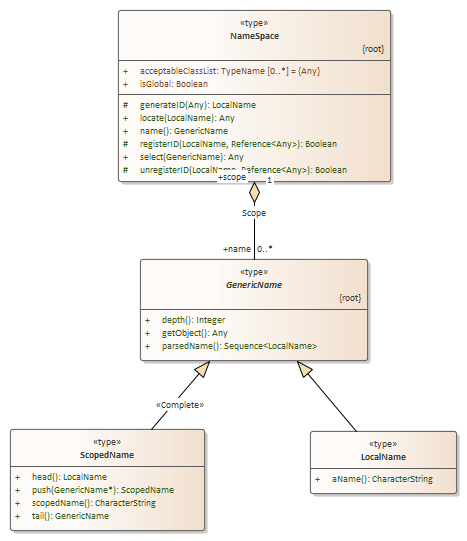 «type»
NameSpace
{root}
+ acceptableClassList: TypeName [0..*] = {Any}
+ isGlobal: Boolean
# generateID(Any): LocalName
+ locate(LocalName): Any
+ name(): GenericName
# registerID(LocalName, Reference<Any>): Boolean
+ select(GenericName): Any
# unregisterID(LocalName, Reference<Any>): Boolean
+scope 1
Scope
+name 0..*
«type»
GenericName
{root}
+ depth(): Integer
+ getObject(): Any
+ parsedName(): Sequence<LocalName>
«Complete»
«type»
ScopedName
+ head(): LocalName
+ push(GenericName*): ScopedName
+ scopedName(): CharacterString
+ tail(): GenericName
«type»
LocalName
+ aName(): CharacterString